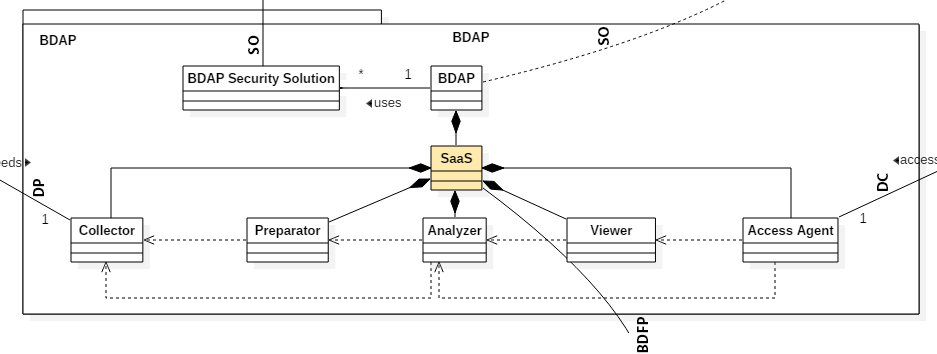 BDAP
BDAP
SO
SO
BDAP Security Solution
*
1
BDAP
◀uses
SaaS
eeds▶
◀access
DP
DC
1
1
Collector
Preparator
Analyzer
Viewer
Access Agent
BDFP